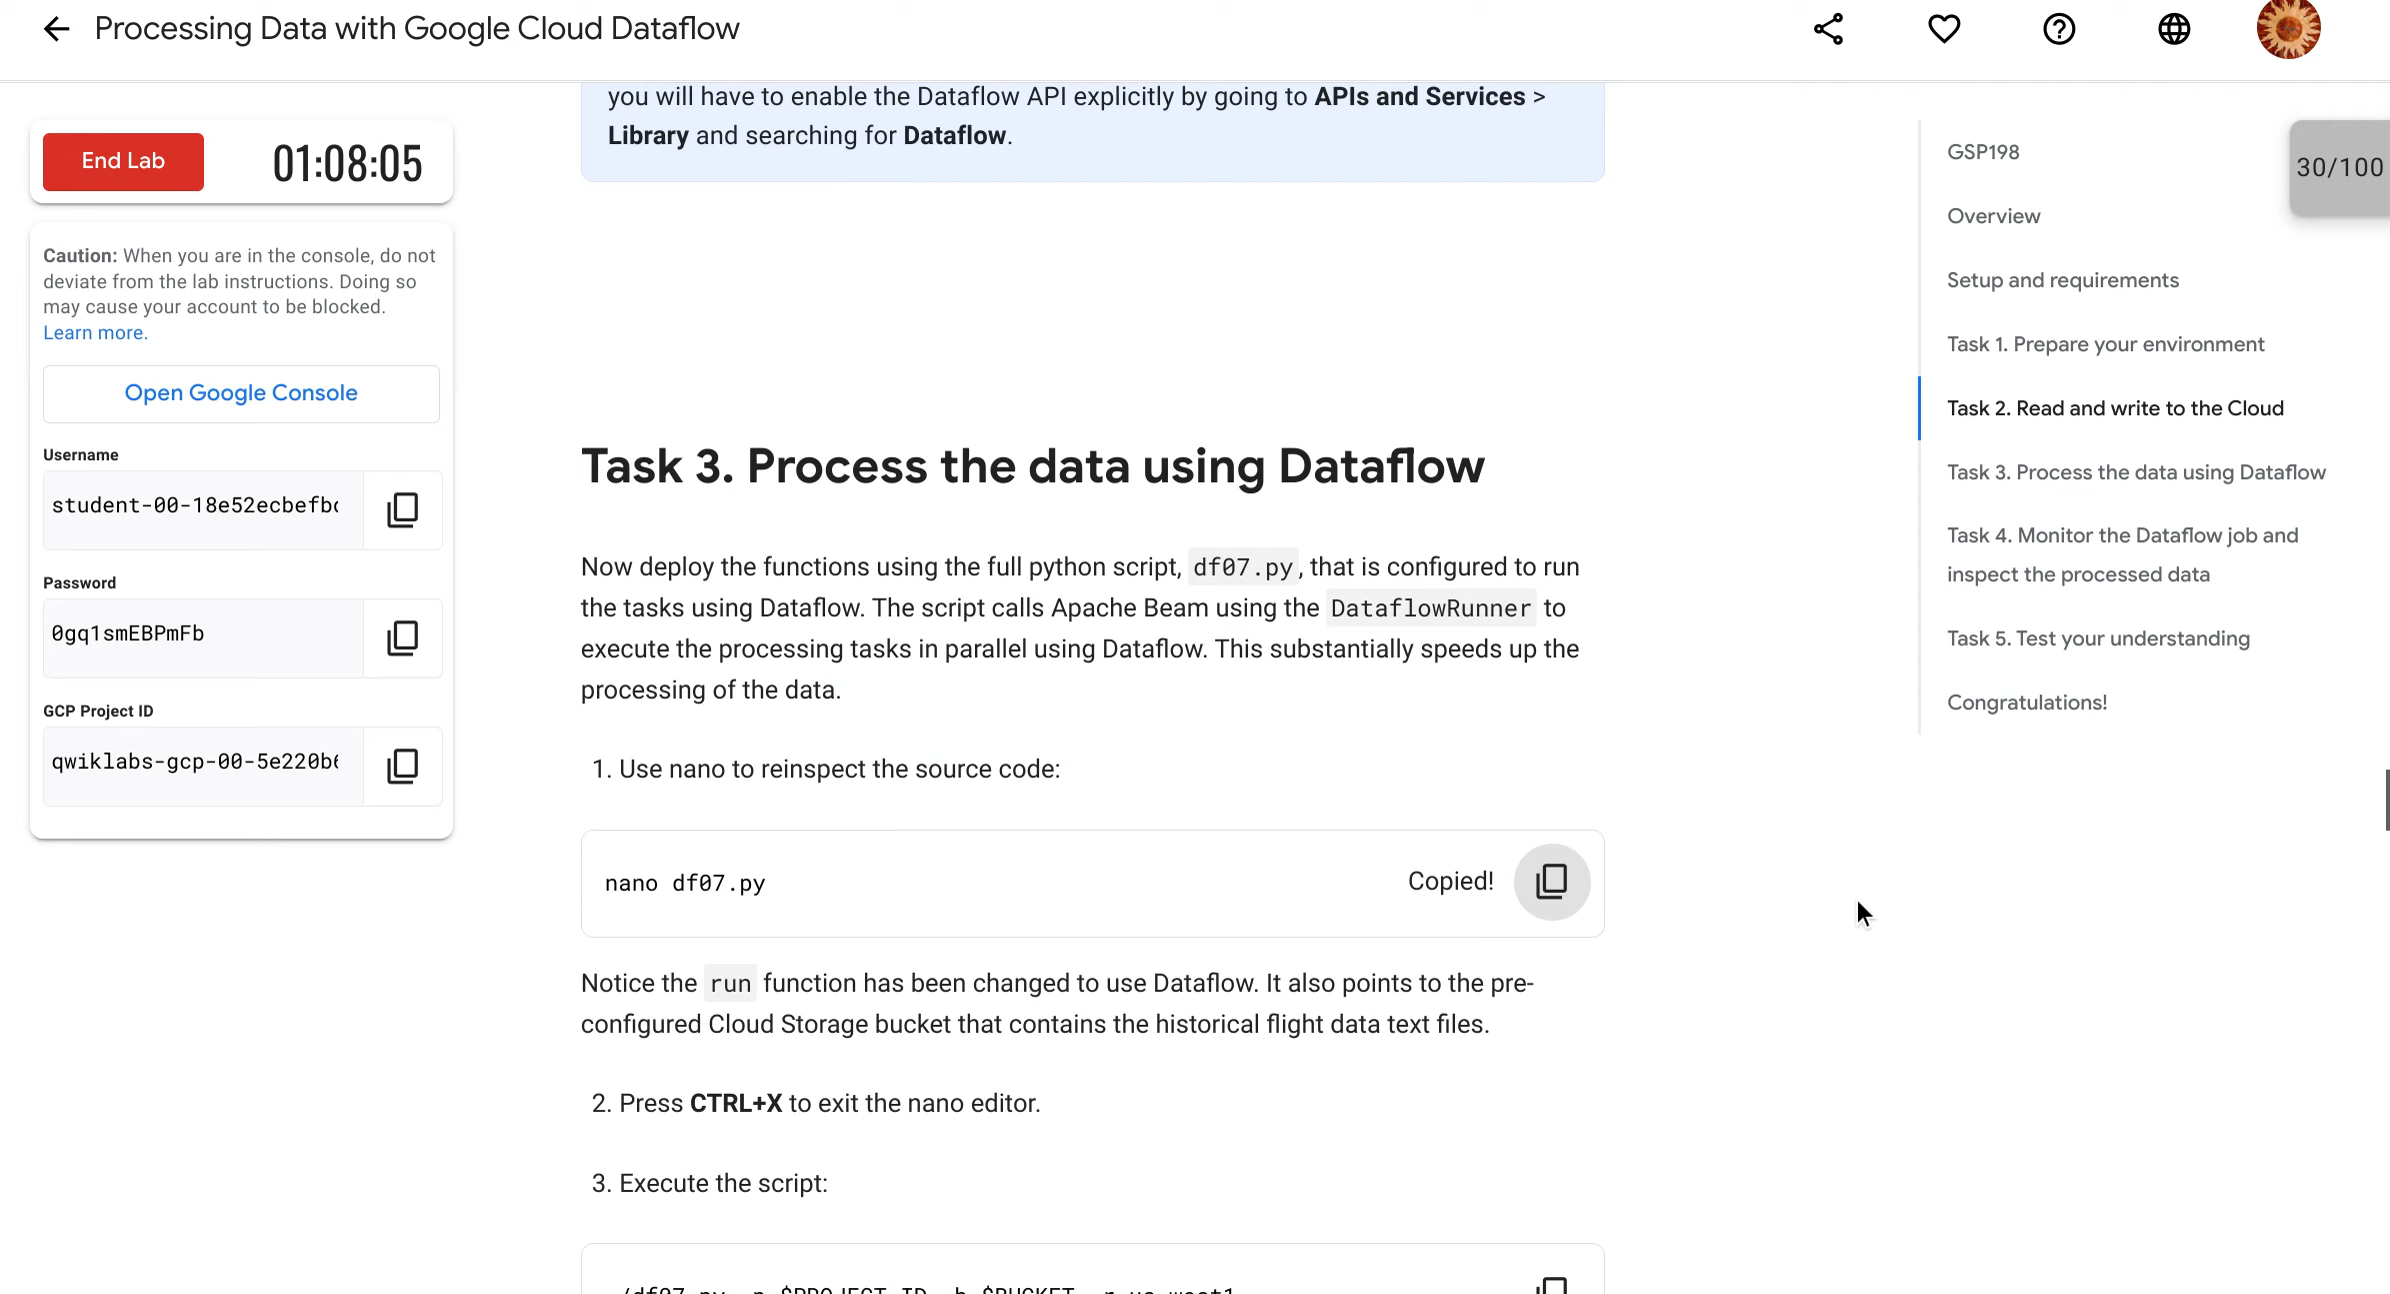 Processing Data with Google Cloud Dataflow
End Lab
01:08:05
Caution: When you are in the console, do not
deviate from the lab instructions. Doing so
may cause your account to be blocked.
Learn more.
Open Google Console
Username
student-00-18e52ecbefb
Password
0gq1smEBPmFb
GCP Project ID
qwiklabs-gcp-00-5e220b
you will have to enable the Dataflow API explicitly by going to APIs and Services >
Library and searching for Dataflow.
Task 3. Process the data using Dataflow
Now deploy the functions using the full python script, df07.py, that is configured to run
the tasks using Dataflow. The script calls Apache Beam using the DataflowRunner to
execute the processing tasks in parallel using Dataflow. This substantially speeds up the
processing of the data.
1. Use nano to reinspect the source code:
nano df07.py
Copied!
Notice the run function has been changed to use Dataflow. It also points to the pre-
configured Cloud Storage bucket that contains the historical flight data text files.
2. Press CTRL+X to exit the nano editor.
3. Execute the script:
/df07.py -p $PROJECT_ID -b $BUCKET -r us-west1
GSP198
Overview
Setup and requirements
Task 1. Prepare your environment
Task 2. Read and write to the Cloud
Task 3. Process the data using Dataflow
Task 4. Monitor the Dataflow job and
inspect the processed data
Task 5. Test your understanding
Congratulations!
30/100